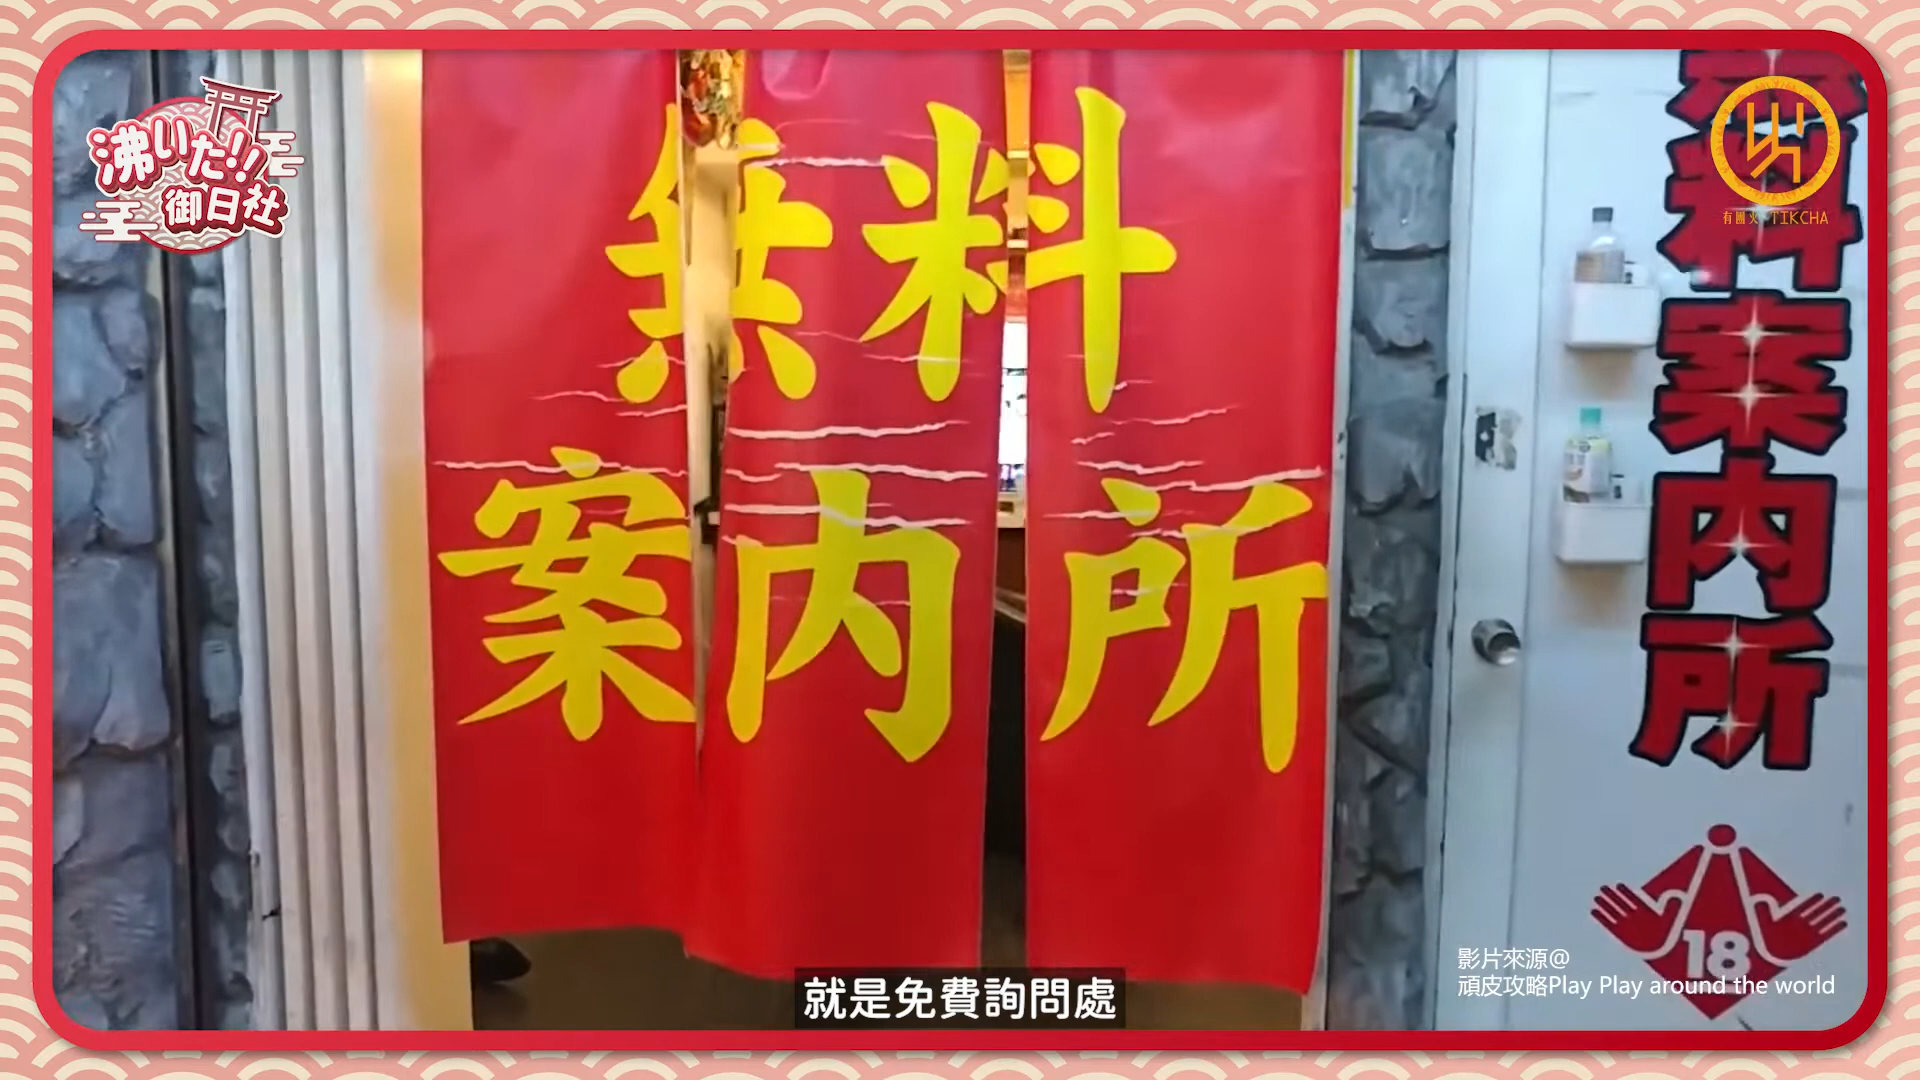 沸いた!!
御日社
無料
案内所
無料案内所
18
有團火 TIKCHA
影片來源@
頑皮攻略Play Play around the world
就是免費詢問處